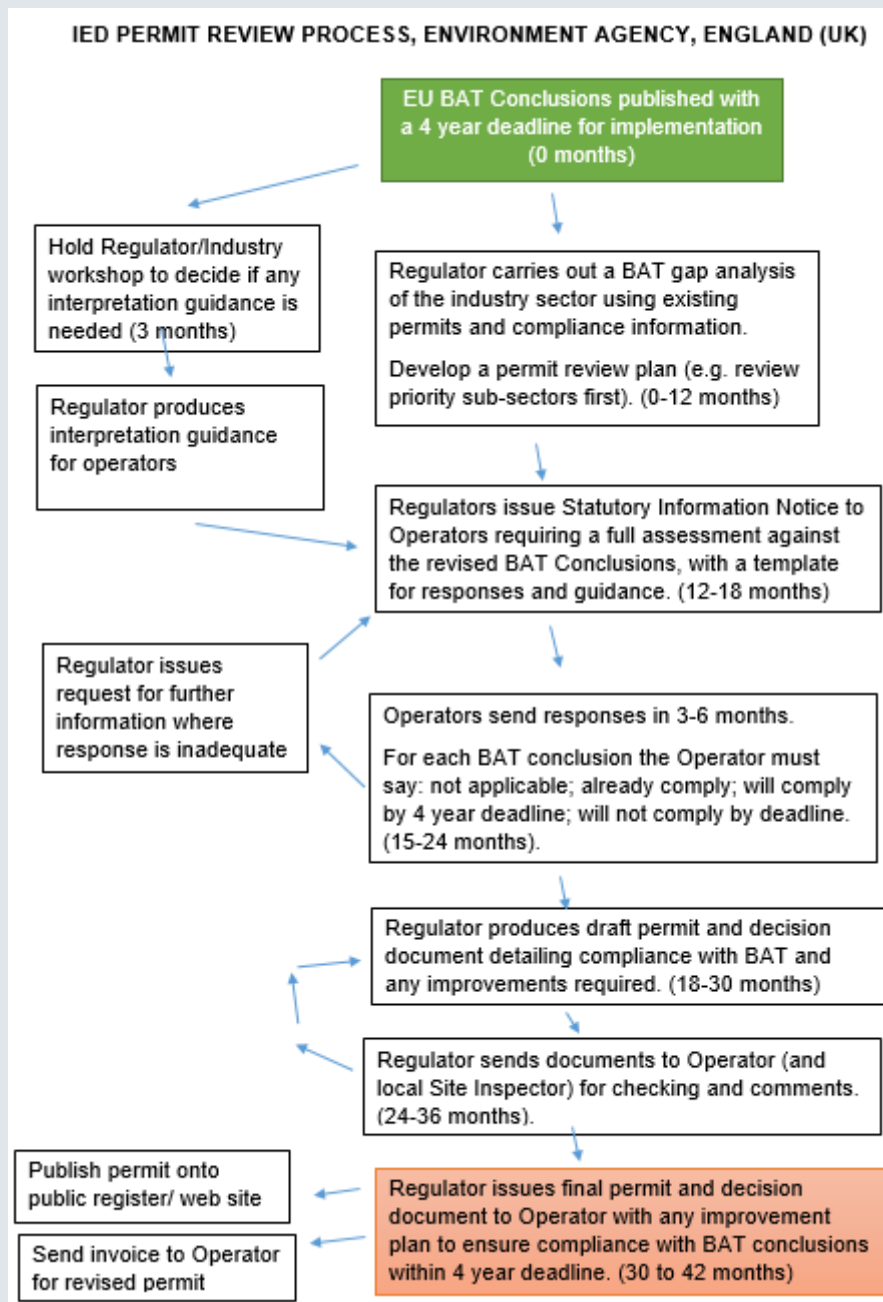 IED PERMIT REVIEW PROCESS, ENVIRONMENT AGENCY, ENGLAND (UK)
EU BAT Conclusions published with
a 4 year deadline for implementation
(0 months)
Hold Regulator/Industry
workshop to decide if any
interpretation guidance is
needed (3 months)
Regulator carries out a BAT gap analysis
of the industry sector using existing
permits and compliance information.
Develop a permit review plan (e.g. review
priority sub-sectors first). (0-12 months)
Regulator produces
interpretation guidance
for operators
Regulators issue Statutory Information Notice to
Operators requiring a full assessment against
the revised BAT Conclusions, with a template
for responses and guidance. (12-18 months)
Regulator issues
request for further
information where
response is inadequate
Operators send responses in 3-6 months.
For each BAT conclusion the Operator must
say: not applicable; already comply; will comply
by 4 year deadline; will not comply by deadline.
(15-24 months).
Regulator produces draft permit and decision
document detailing compliance with BAT and
any improvements required. (18-30 months)
Regulator sends documents to Operator (and
local Site Inspector) for checking and comments.
(24-36 months).
Publish permit onto
public register/ web site
Regulator issues final permit and decision
document to Operator with any improvement
plan to ensure compliance with BAT conclusions
within 4 year deadline. (30 to 42 months)
Send invoice to Operator
for revised permit